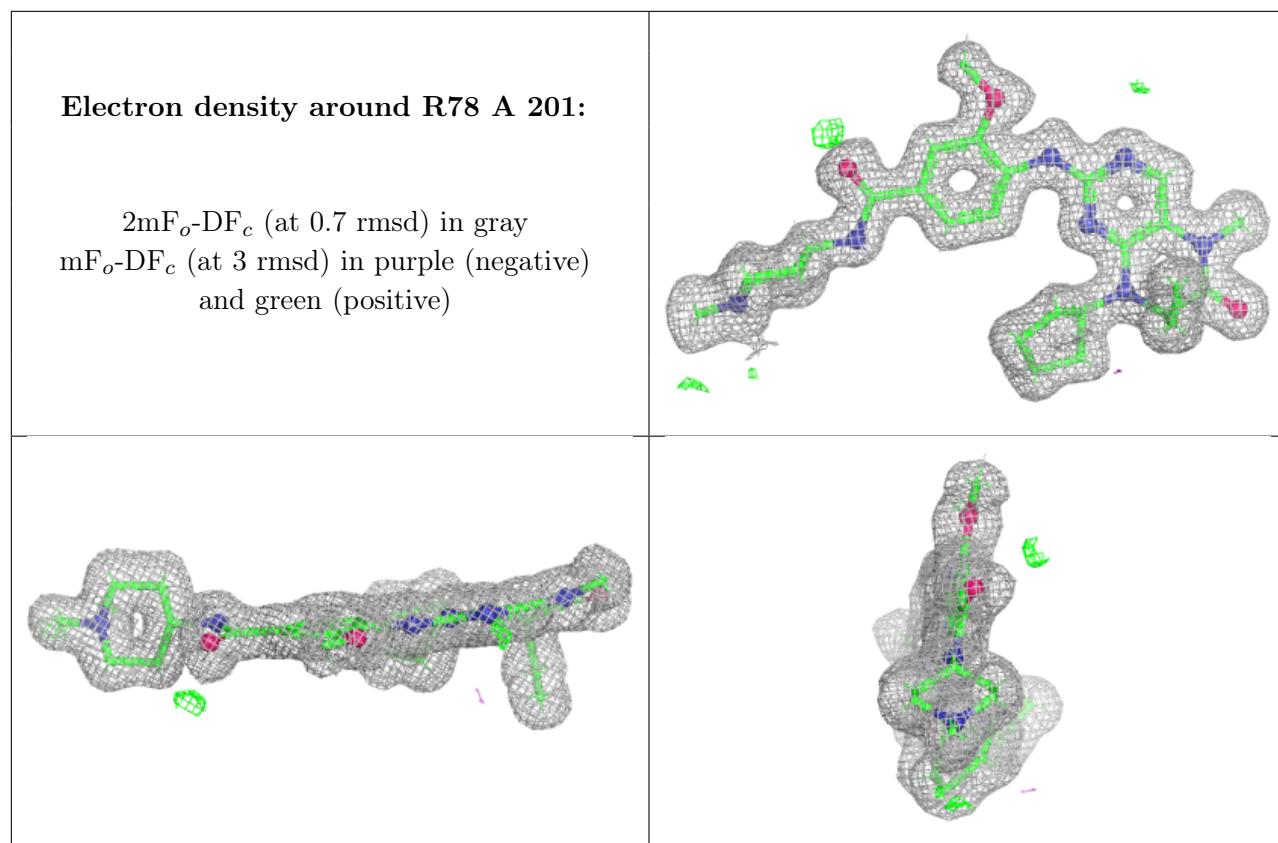 Electron density around R78 A 201:
2mFo-DFc (at 0.7 rmsd) in gray
mFo-DFc (at 3 rmsd) in purple (negative)
and green (positive)